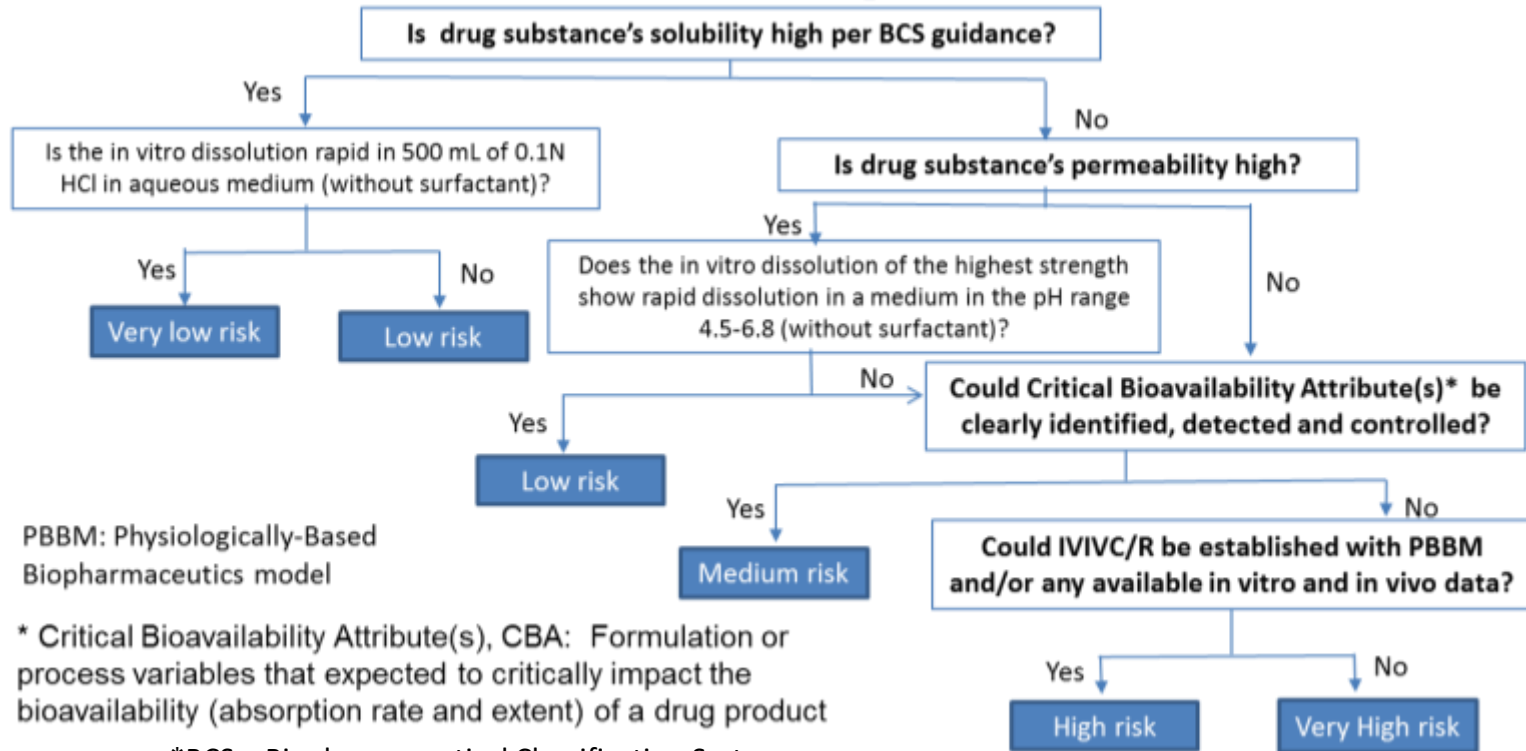 Is drug substance's solubility high per BCS guidance?
Yes
No
Is the in vitro dissolution rapid in 500 mL of 0.1N
HCl in aqueous medium (without surfactant)?
Is drug substance's permeability high?
Yes
No
Very low risk
Low risk
Yes
No
Does the in vitro dissolution of the highest strength
show rapid dissolution in a medium in the pH range
4.5-6.8 (without surfactant)?
No
Yes
Low risk
Could Critical Bioavailability Attribute(s)* be
clearly identified, detected and controlled?
Yes
No
Medium risk
Could IVIVC/R be established with PBBM
and/or any available in vitro and in vivo data?
Yes
No
High risk
Very High risk
PBBM: Physiologically-Based
Biopharmaceutics model
* Critical Bioavailability Attribute(s), CBA: Formulation or
process variables that expected to critically impact the
bioavailability (absorption rate and extent) of a drug product